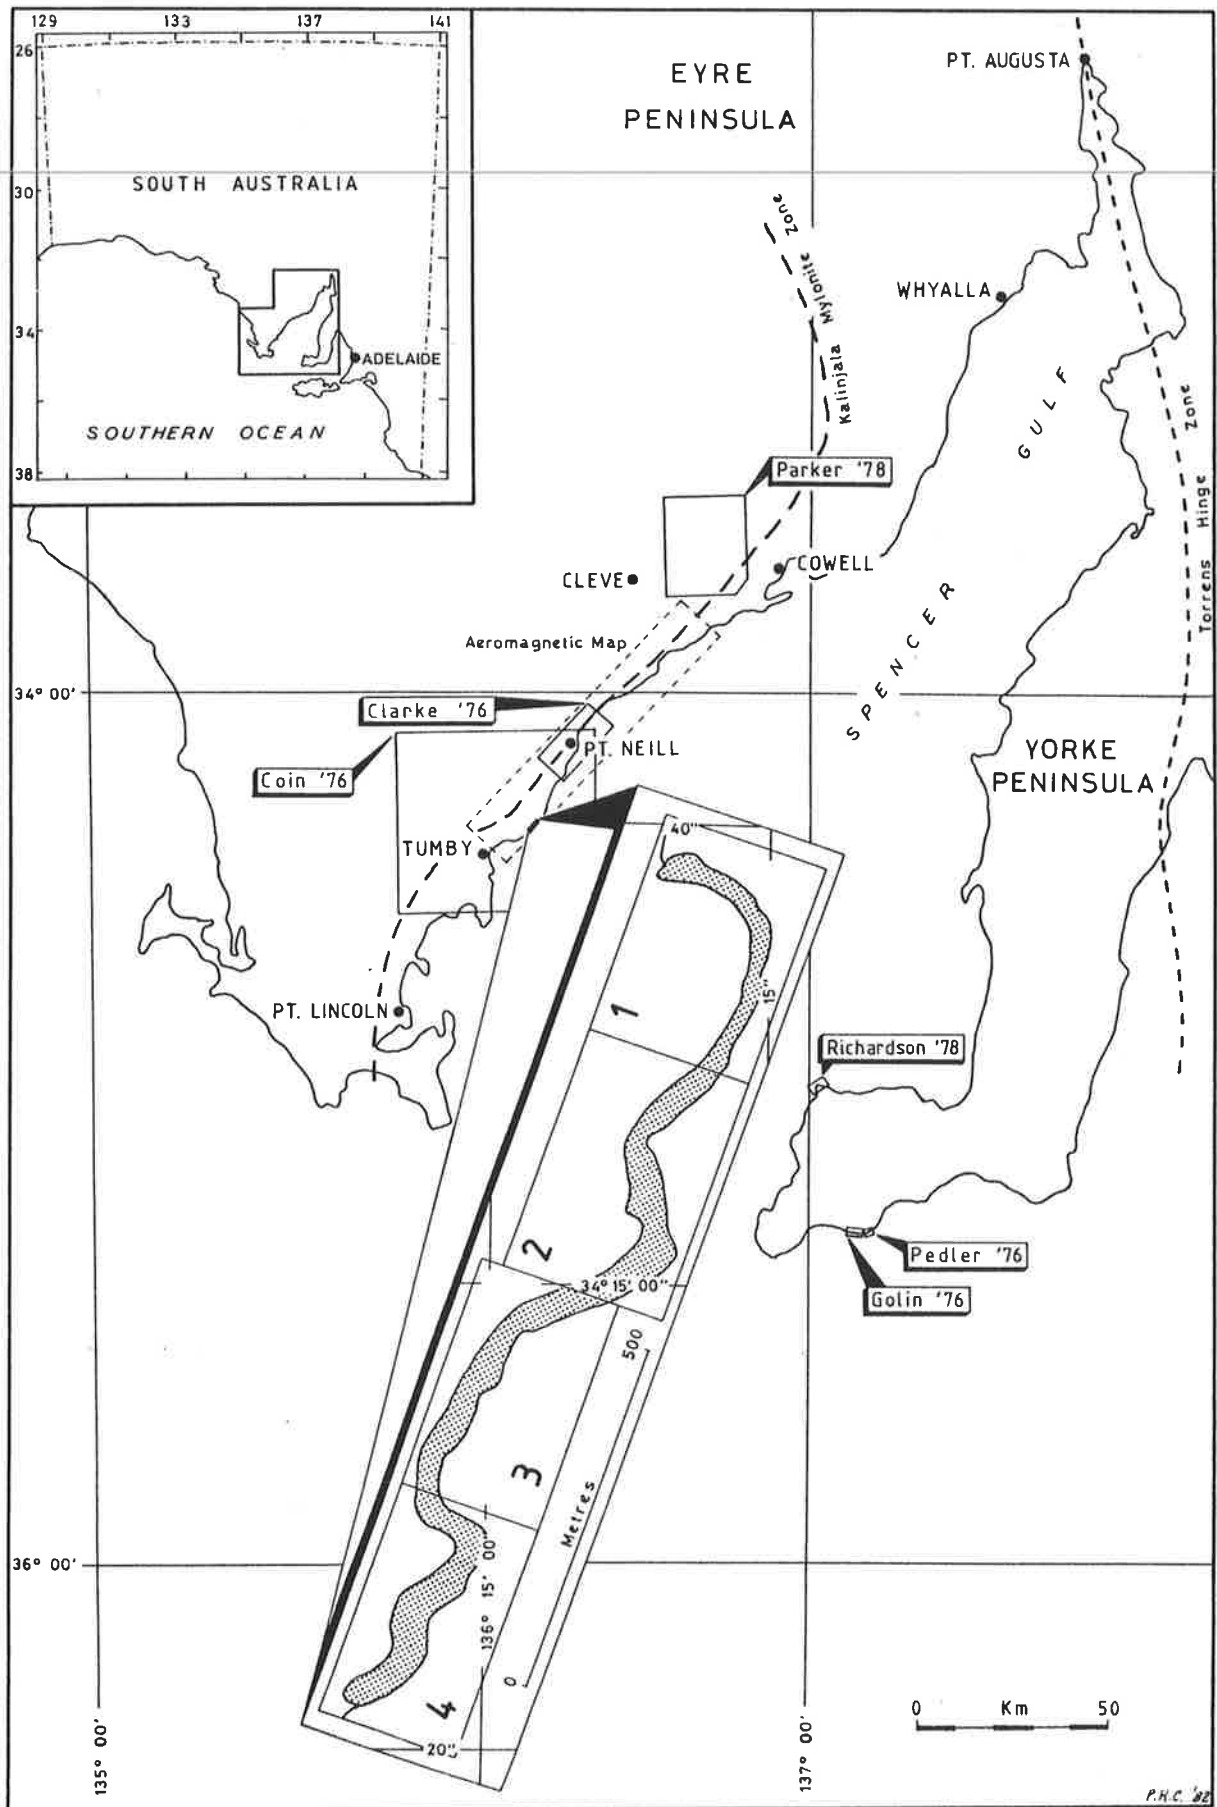 129 133 137 141
26
30
34
38
SOUTH AUSTRALIA
ADELAIDE
SOUTHERN OCEAN
EYRE
PENINSULA
PT. AUGUSTA
WHYALLA
Kalinjala Mylonite Zone
GULF
SPENCER
Torrens Hinge Zone
Parker '78
COWELL
CLEVE
Aeromagnetic Map
34° 00'
Clarke '76
PT. NEILL
Coin '76
YORKE
PENINSULA
TUMBY
40"
15"
1
PT. LINCOLN
Richardson '78
2
34° 15' 00"
Pedler '76
Golin '76
500
3
Metres
136° 15' 00'
0
4
20"
36° 00'
135° 00'
137° 00'
0 Km 50
P.H.C. '82